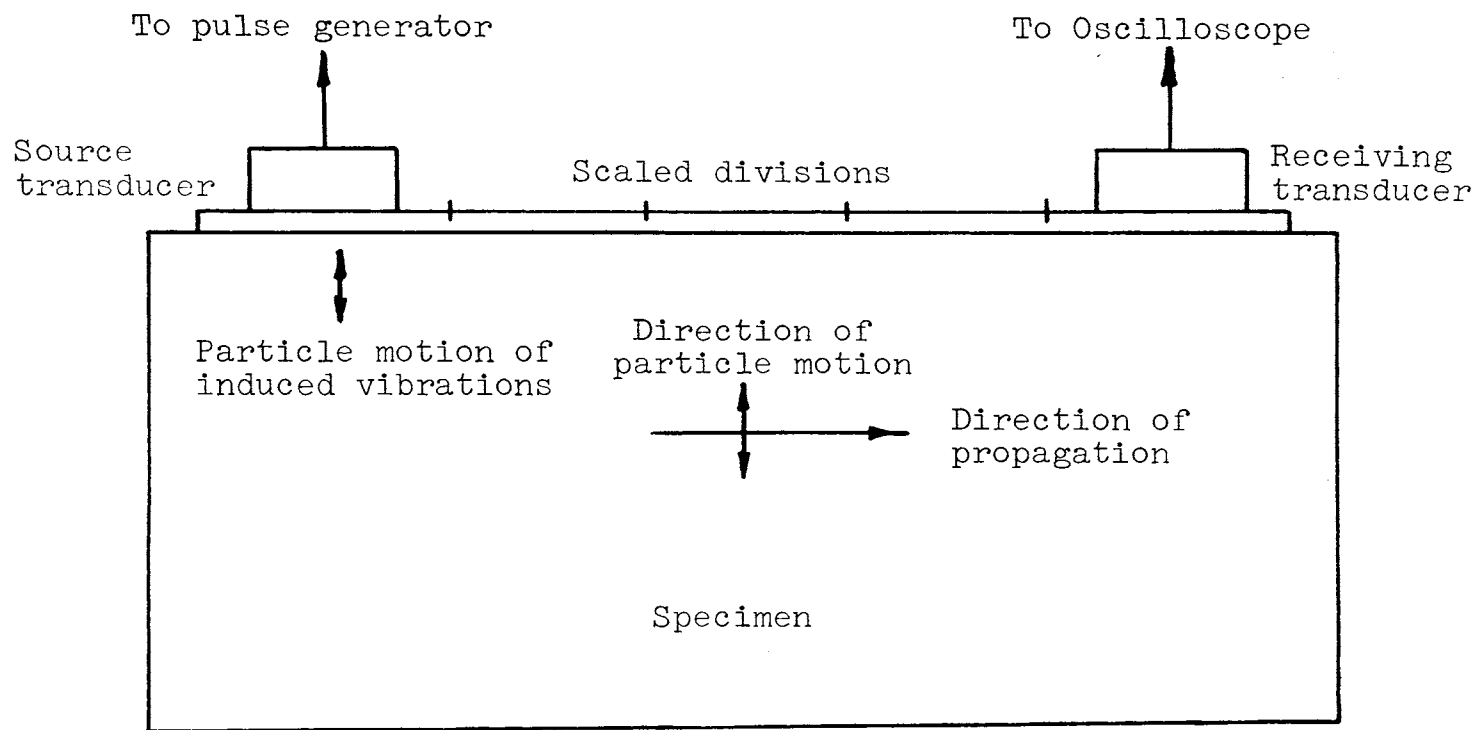 To pulse generator
To Oscilloscope
Source
transducer
Scaled divisions
Receiving
transducer
Particle motion of
induced vibrations
Direction of
particle motion
Direction of
propagation
Specimen